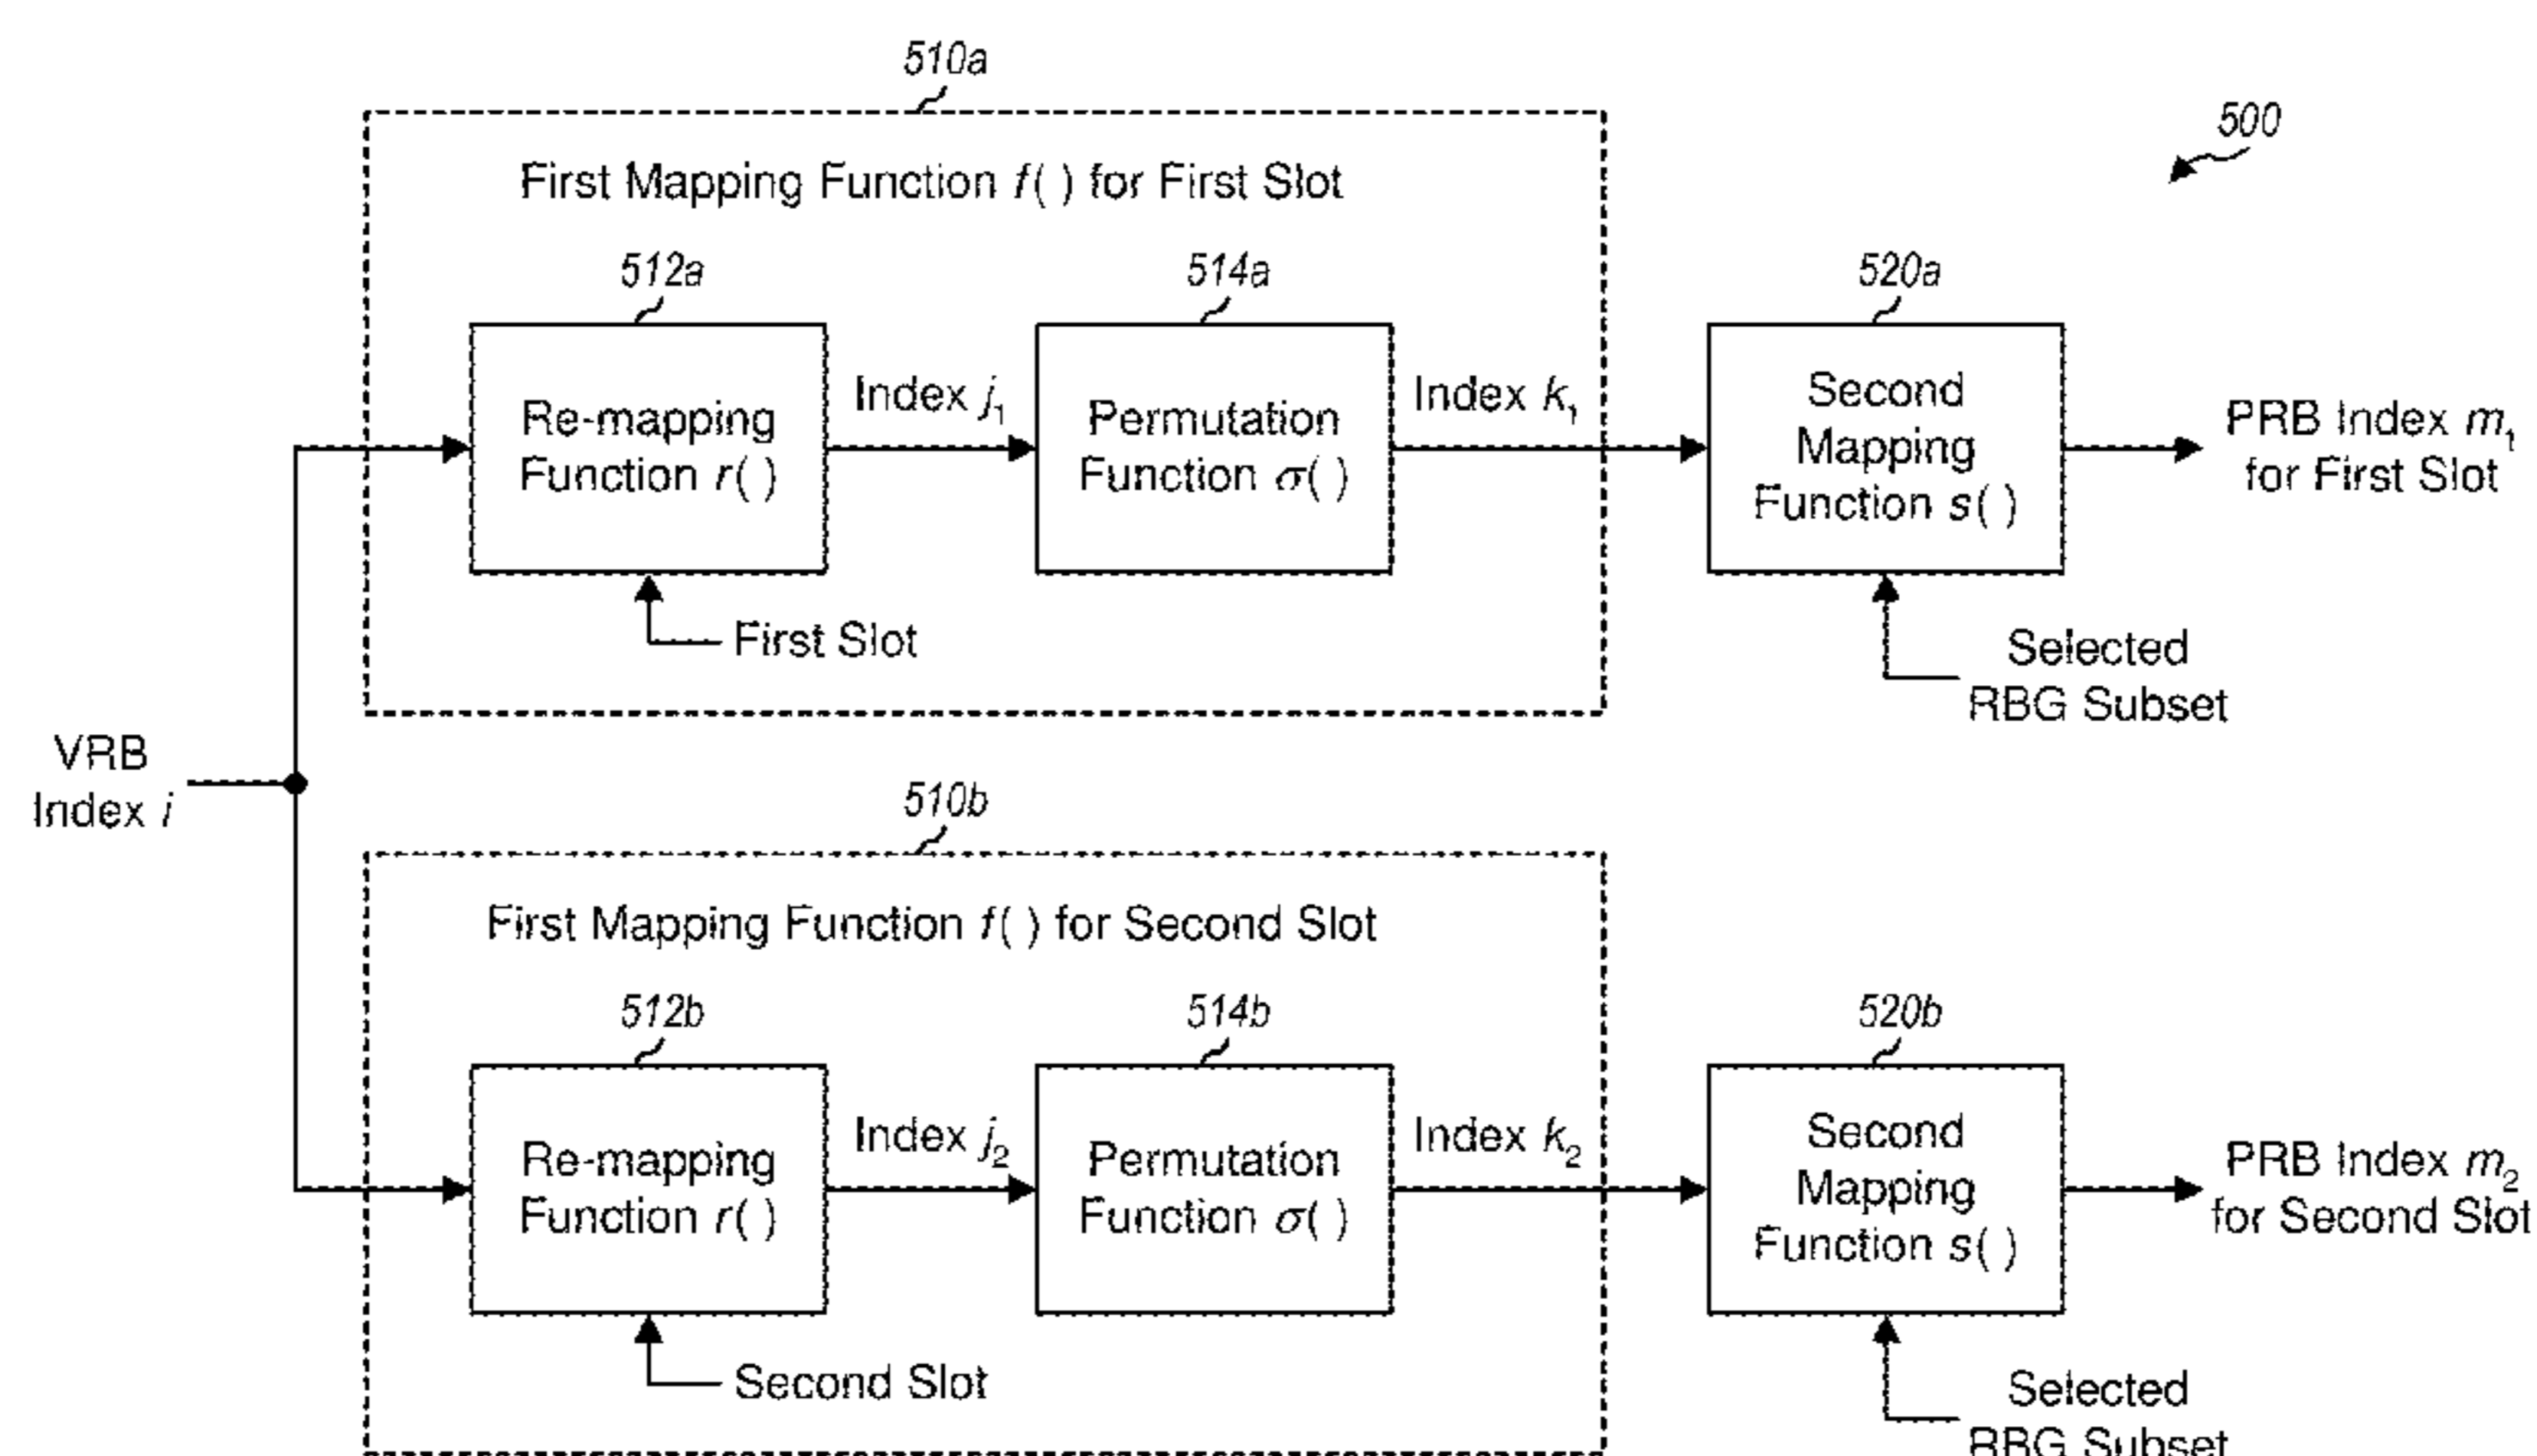 510a
500
First Mapping Function f( ) for First Slot
512a
514a
520a
Re-mapping
Function r( )
Index j₁
Permutation
Function σ( )
Index k₁
Second
Mapping
Function s( )
PRB Index m₁
for First Slot
First Slot
Selected
RBG Subset
VRB
Index i
510b
First Mapping Function f( ) for Second Slot
512b
514b
520b
Re-mapping
Function r( )
Index j₂
Permutation
Function σ( )
Index k₂
Second
Mapping
Function s( )
PRB Index m₂
for Second Slot
Second Slot
Selected
RBG Subset